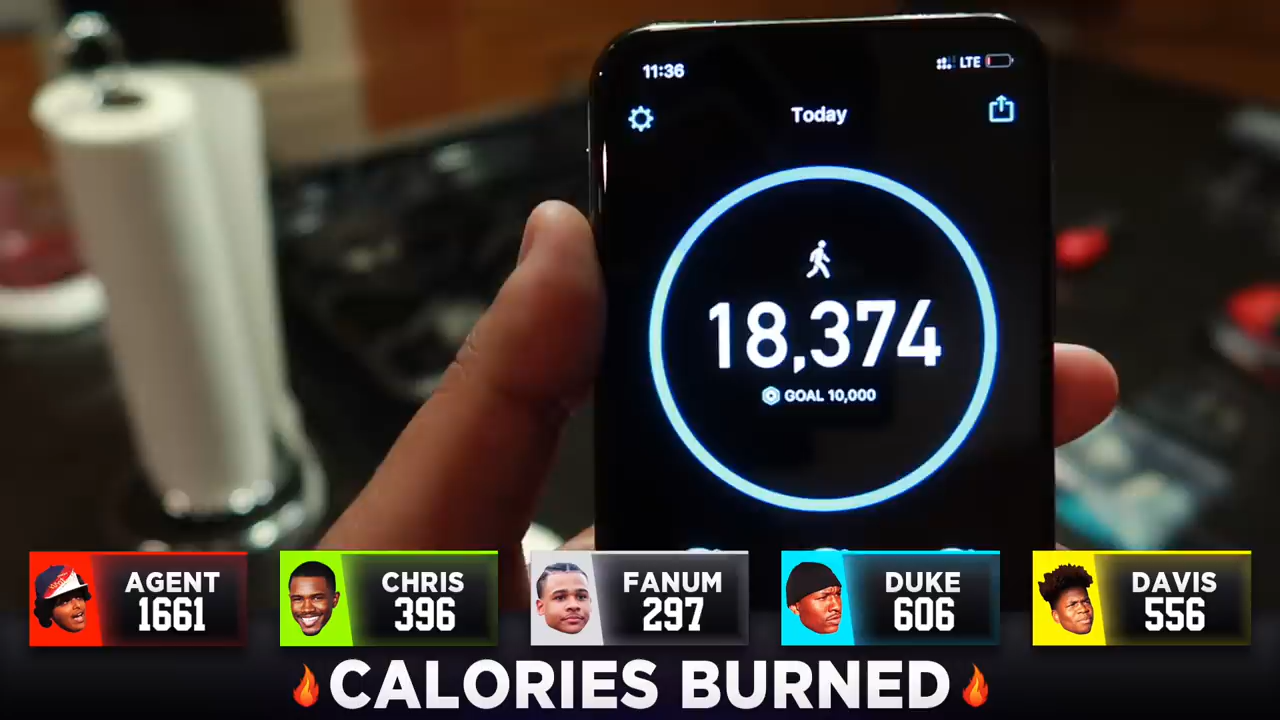 11:36
LTE
Today
18,374
GOAL 10,000
AGENT
1661
CHRIS
396
FANUM
297
DUKE
606
DAVIS
556
CALORIES BURNED